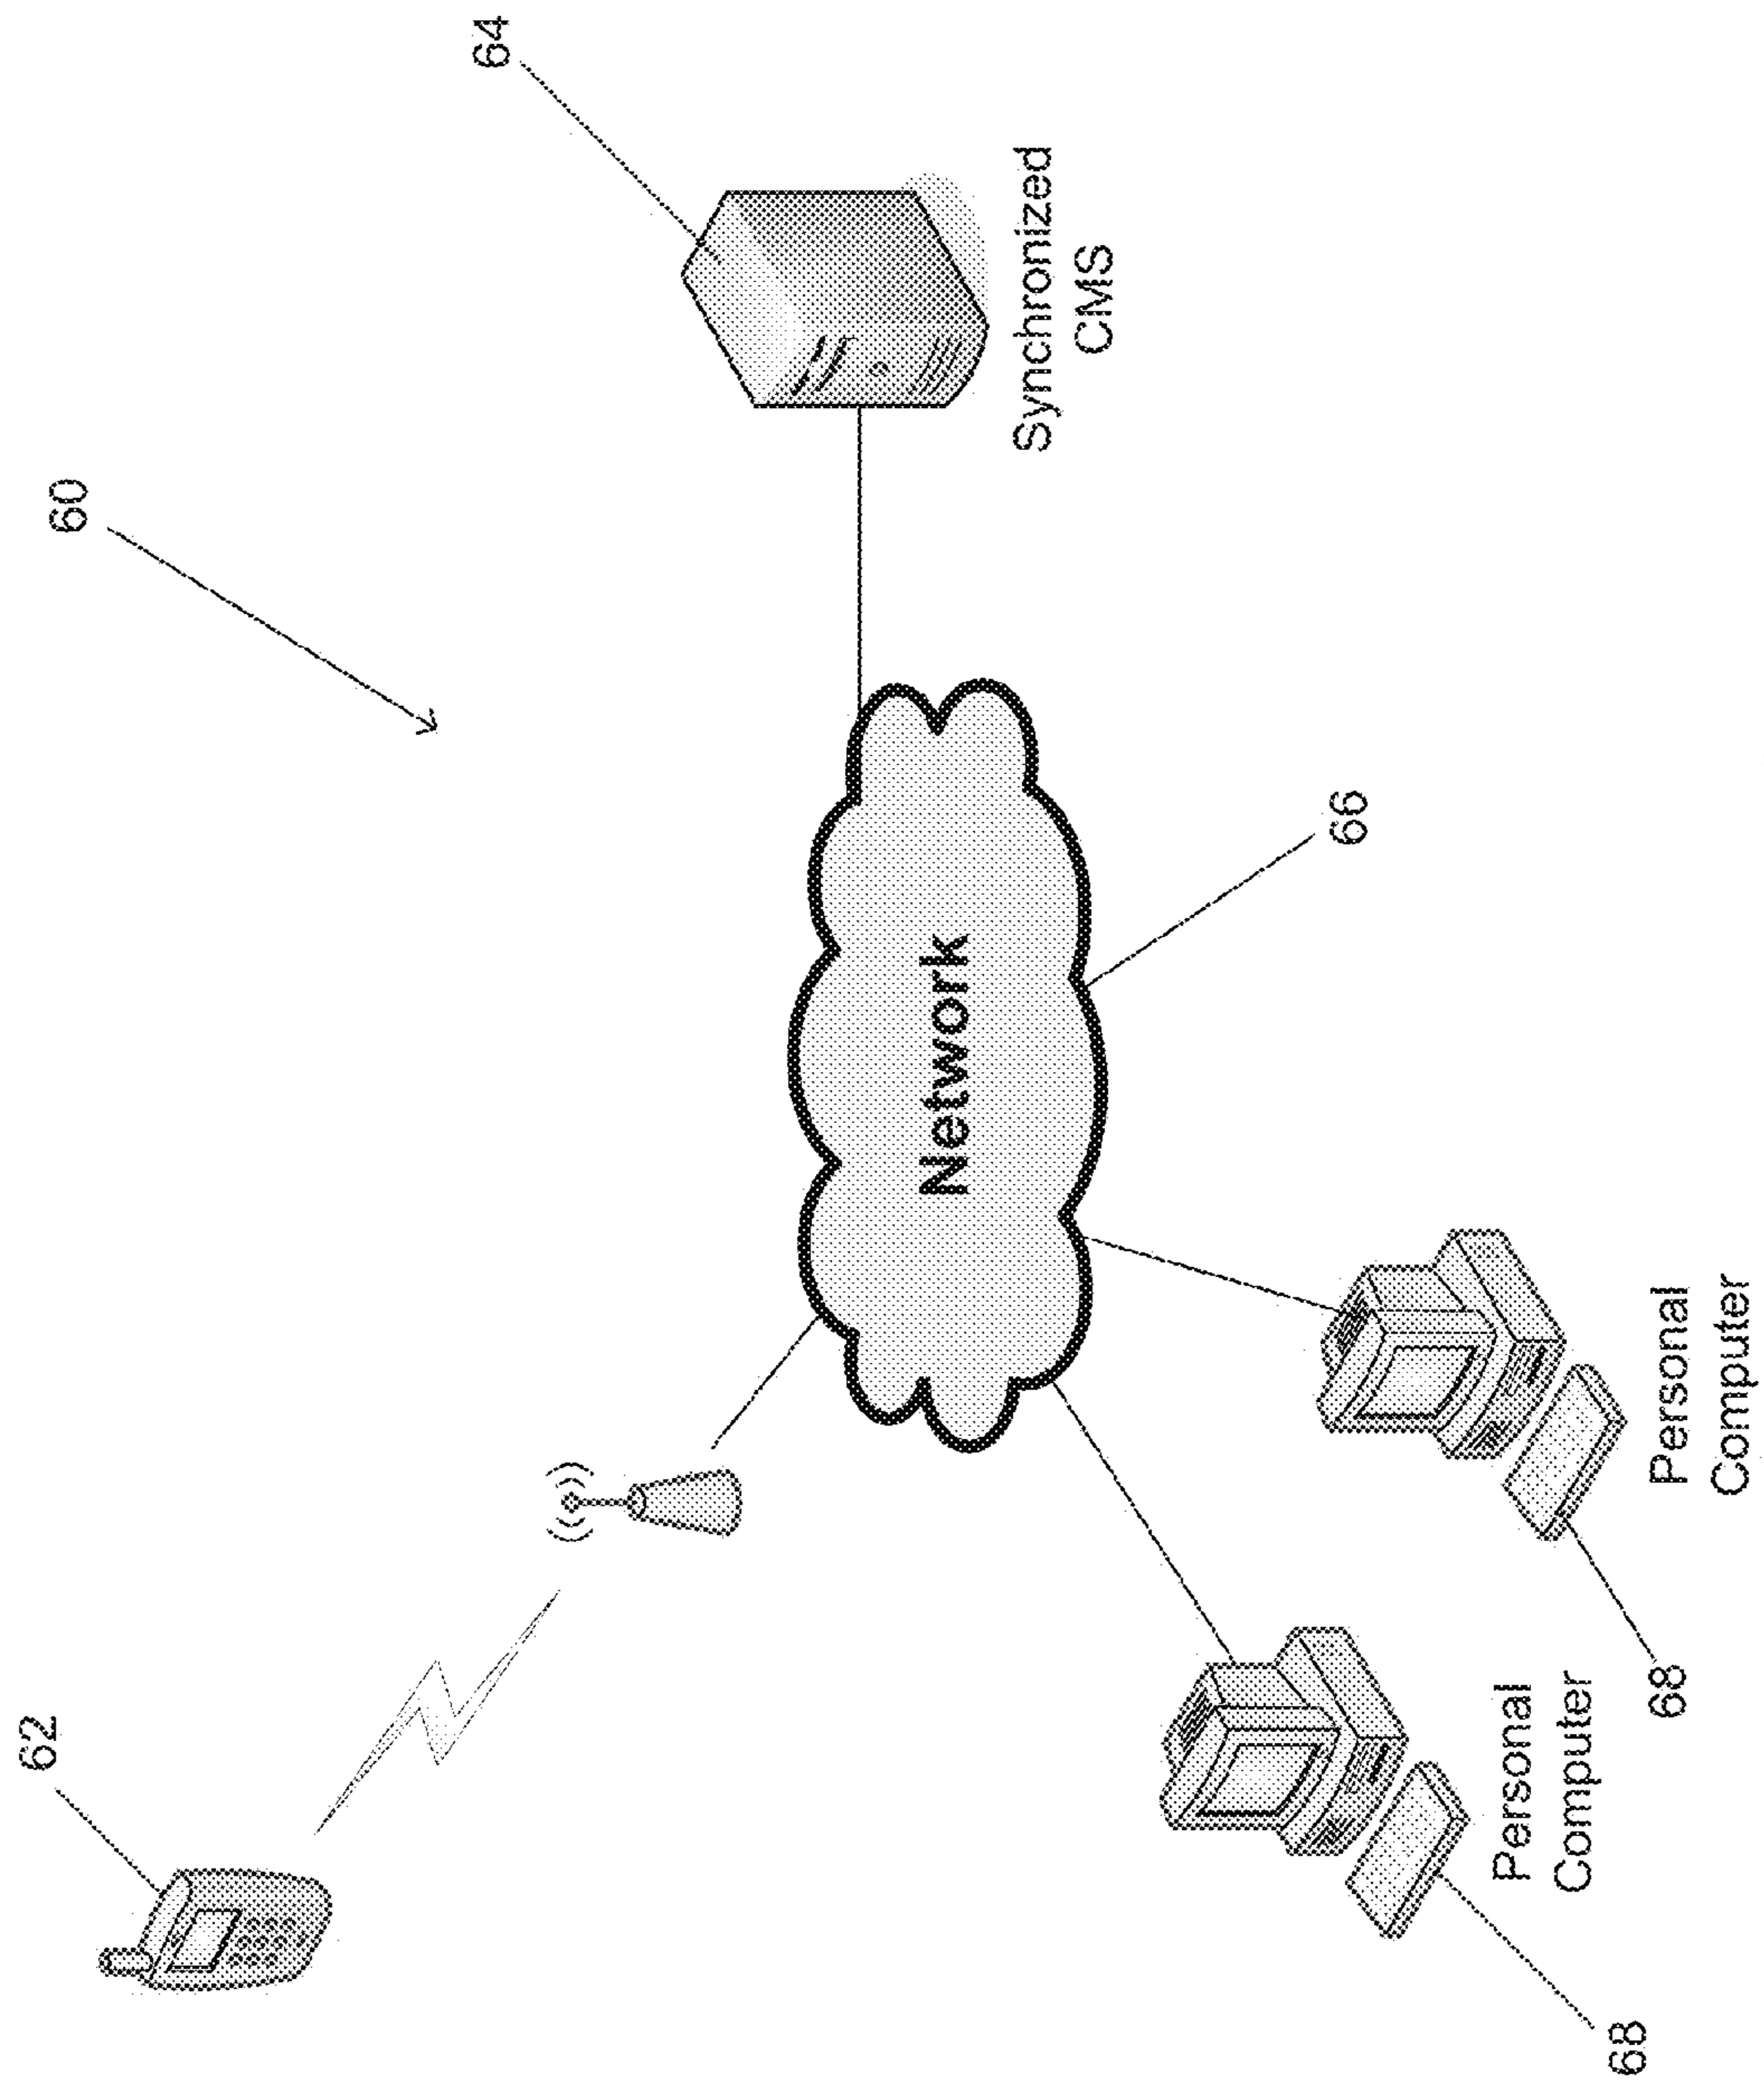 60
62
64
Synchronized
CMS
Network
66
Personal
Computer
68
Personal
Computer
68